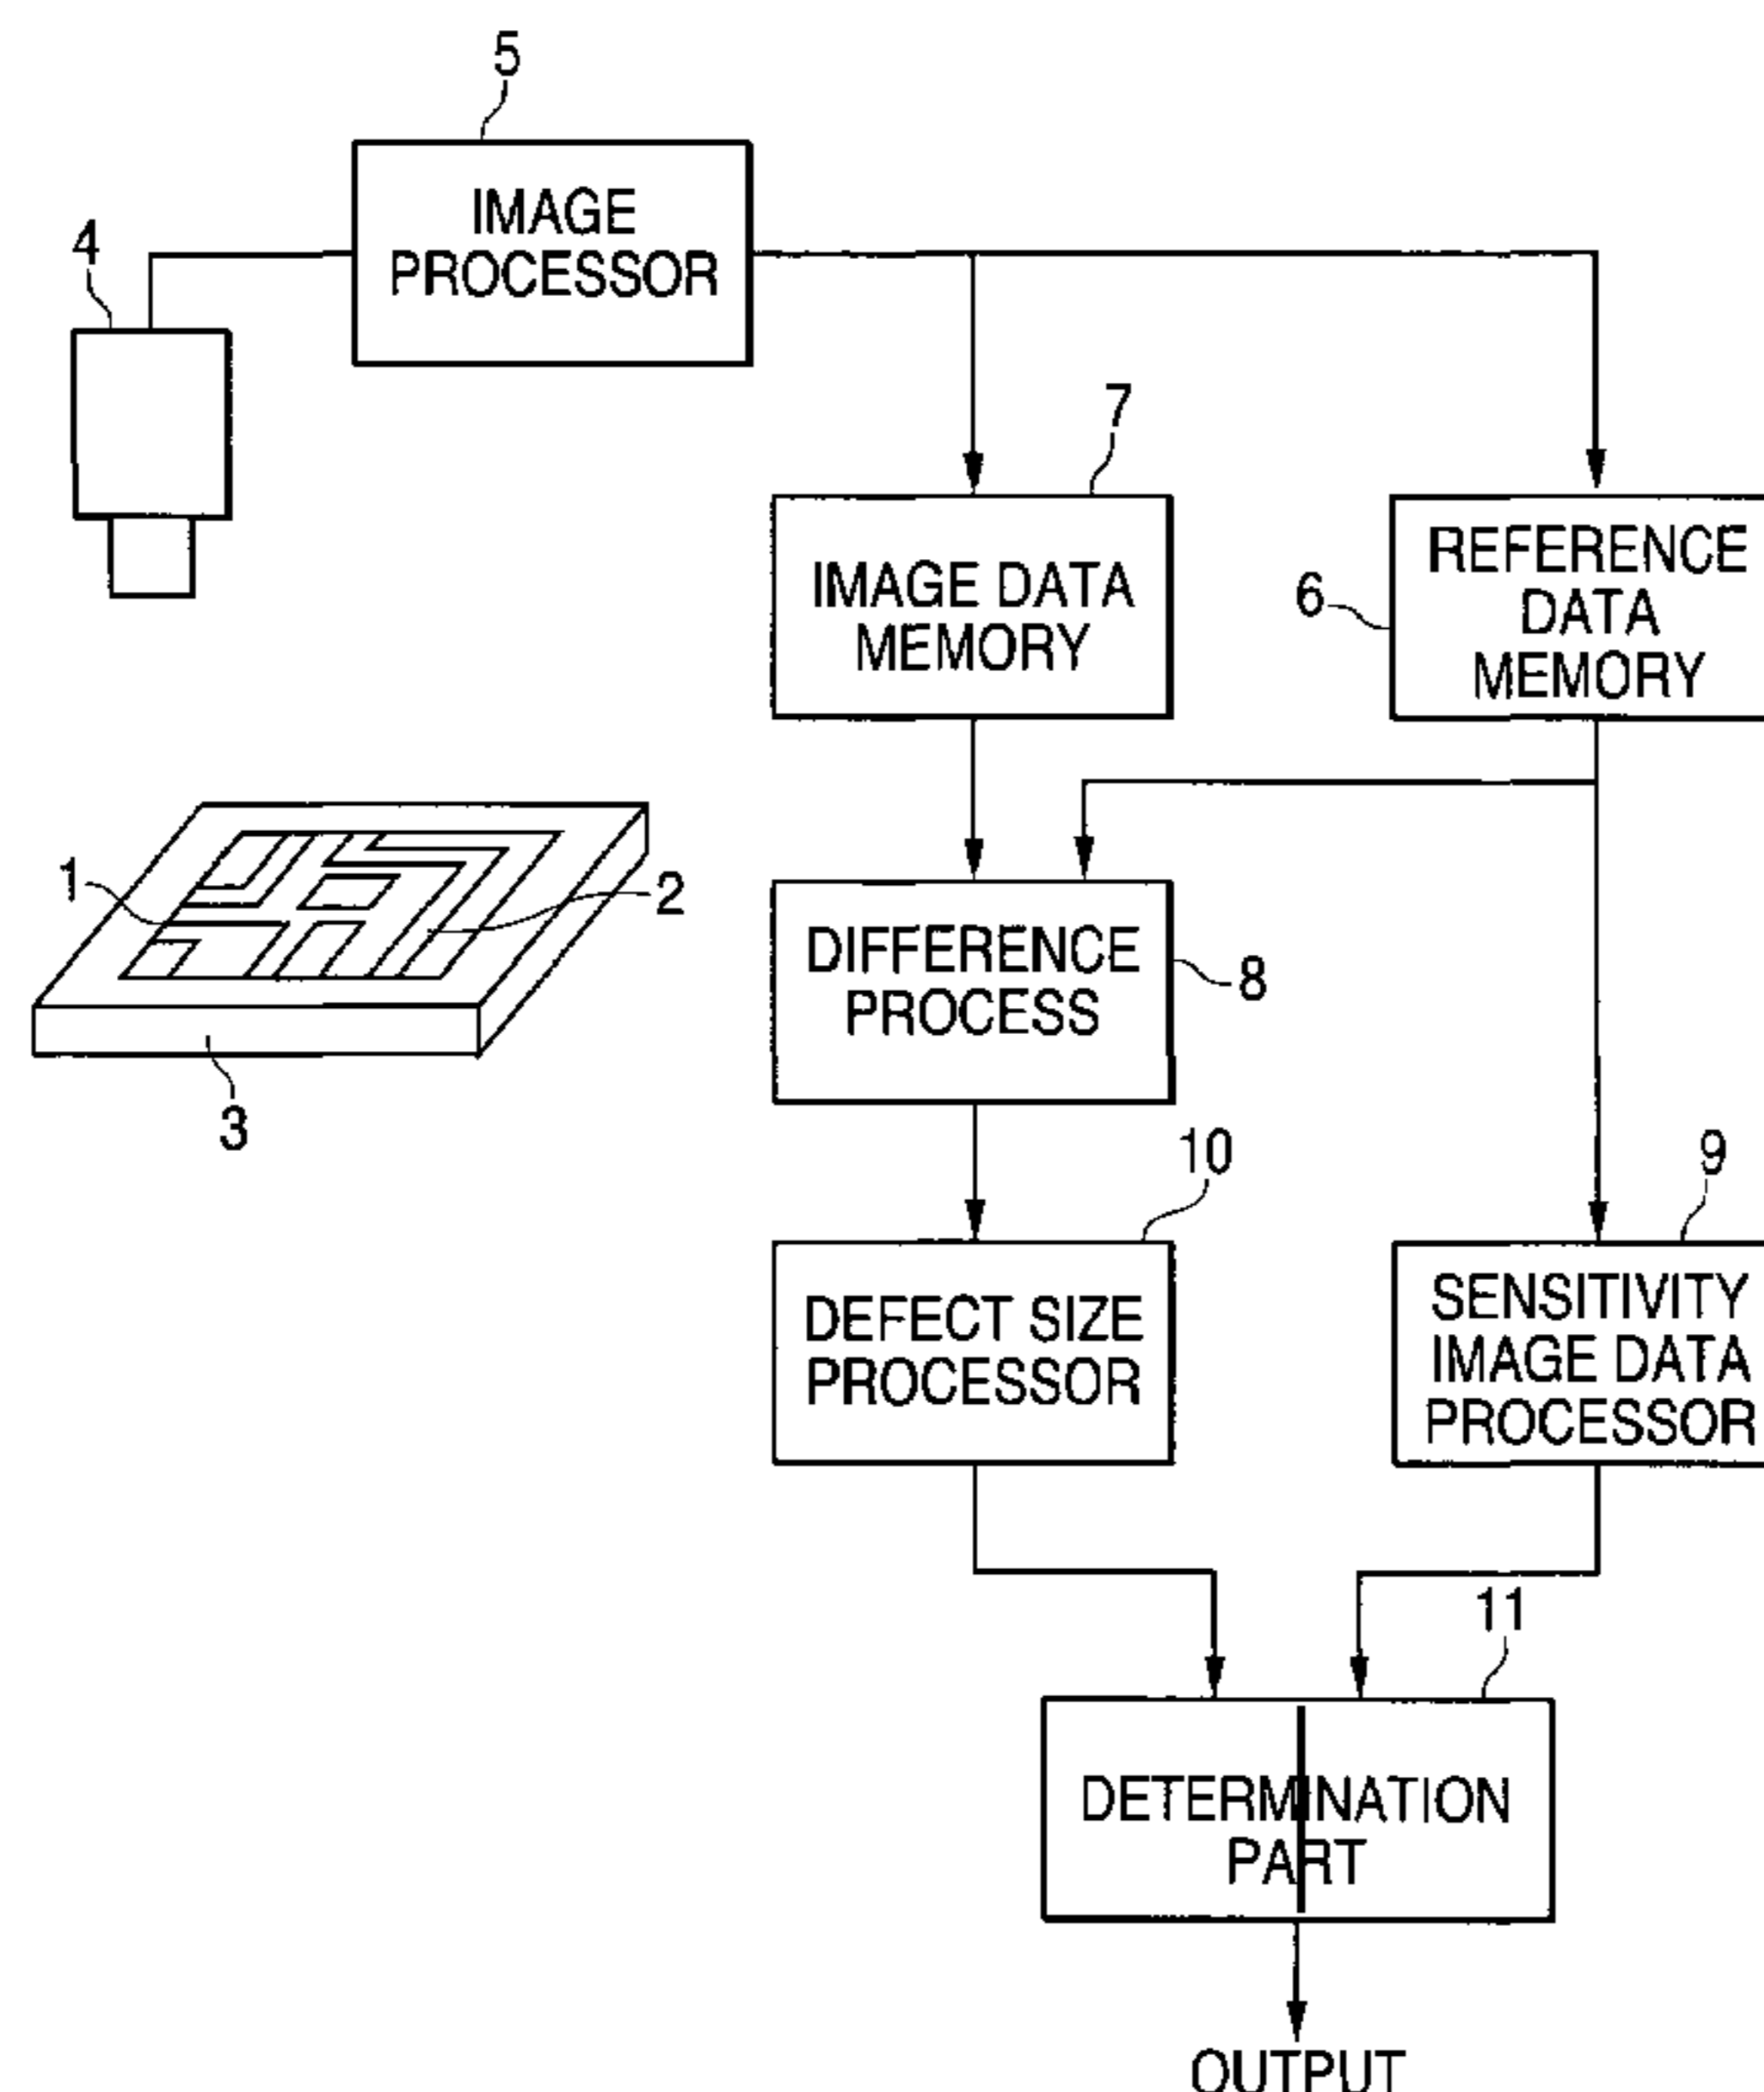 5
IMAGE
PROCESSOR
4
7
IMAGE DATA
MEMORY
6
REFERENCE
DATA
MEMORY
1
2
3
DIFFERENCE
PROCESS
8
10
DEFECT SIZE
PROCESSOR
9
SENSITIVITY
IMAGE DATA
PROCESSOR
11
DETERMINATION
PART
OUTPUT